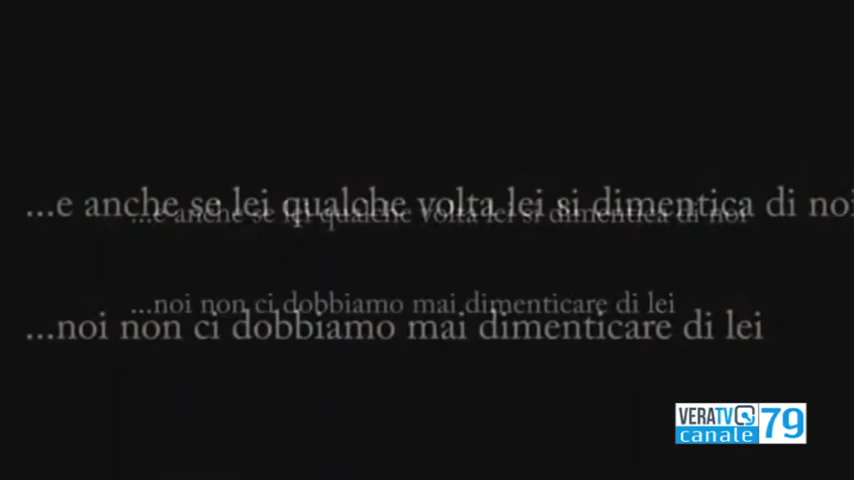 ...e anche se lei qualche volta lei si dimentica di noi
...e anche se lei qualche volta lei si dimentica di noi
...noi non ci dobbiamo mai dimenticare di lei
...noi non ci dobbiamo mai dimenticare di lei
VERATV 79
canale